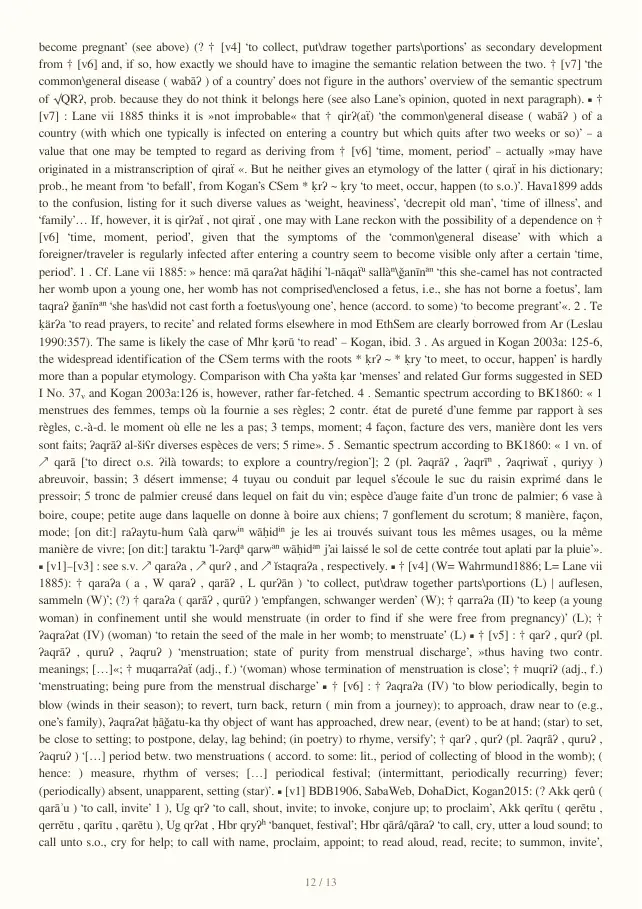 become pregnant’ (see above) (? † [v4] ‘to collect, put\draw together parts\portions’ as secondary development
from † [v6] and, if so, how exactly we should have to imagine the semantic relation between the two. † [v7] ‘the
common\general disease ( wabāʔ ) of a country’ does not figure in the authors’ overview of the semantic spectrum
of √QRʔ, prob. because they do not think it belongs here (see also Lane’s opinion, quoted in next paragraph). ▪ †
[v7] : Lane vii 1885 thinks it is »not improbable« that † qirʔ(aẗ) ‘the common\general disease ( wabāʔ ) of a
country (with which one typically is infected on entering a country but which quits after two weeks or so)’ – a
value that one may be tempted to regard as deriving from † [v6] ‘time, moment, period’ – actually »may have
originated in a mistranscription of qiraẗ «. But he neither gives an etymology of the latter ( qiraẗ in his dictionary;
prob., he meant from ‘to befall’, from Kogan’s CSem * ḳrʔ ~ ḳry ‘to meet, occur, happen (to s.o.)’. Hava1899 adds
to the confusion, listing for it such diverse values as ‘weight, heaviness’, ‘decrepit old man’, ‘time of illness’, and
‘family’… If, however, it is qirʔaẗ , not qiraẗ , one may with Lane reckon with the possibility of a dependence on †
[v6] ‘time, moment, period’, given that the symptoms of the ‘common\general disease’ with which a
foreigner/traveler is regularly infected after entering a country seem to become visible only after a certain ‘time,
period’. 1 . Cf. Lane vii 1885: » hence: mā qaraʔat hāḏihi ’l-nāqaẗᵘ sallàⁿ\ǧanīnᵃⁿ ‘this she-camel has not contracted
her womb upon a young one, her womb has not comprised\enclosed a fetus, i.e., she has not borne a foetus’, lam
taqraʔ ǧanīnᵃⁿ ‘she has\did not cast forth a foetus\young one’, hence (accord. to some) ‘to become pregnant’«. 2 . Te
ḳärʔa ‘to read prayers, to recite’ and related forms elsewhere in mod EthSem are clearly borrowed from Ar (Leslau
1990:357). The same is likely the case of Mhr ḳərū ‘to read’ – Kogan, ibid. 3 . As argued in Kogan 2003a: 125-6,
the widespread identification of the CSem terms with the roots * ḳrʔ ~ * ḳry ‘to meet, to occur, happen’ is hardly
more than a popular etymology. Comparison with Cha yəšta ḳar ‘menses’ and related Gur forms suggested in SED
I No. 37ᵥ and Kogan 2003a:126 is, however, rather far-fetched. 4 . Semantic spectrum according to BK1860: « 1
menstrues des femmes, temps où la fournie a ses règles; 2 contr. état de pureté d’une femme par rapport à ses
règles, c.-à-d. le moment où elle ne les a pas; 3 temps, moment; 4 façon, facture des vers, manière dont les vers
sont faits; ʔaqrāʔ al-šiʕr diverses espèces de vers; 5 rime». 5 . Semantic spectrum according to BK1860: « 1 vn. of
↗ qarā [‘to direct o.s. ʔilà towards; to explore a country/region’]; 2 (pl. ʔaqrāʔ , ʔaqrīⁿ , ʔaqriwaẗ , quriyy )
abreuvoir, bassin; 3 désert immense; 4 tuyau ou conduit par lequel s’écoule le suc du raisin exprimé dans le
pressoir; 5 tronc de palmier creusé dans lequel on fait du vin; espèce d’auge faite d’un tronc de palmier; 6 vase à
boire, coupe; petite auge dans laquelle on donne à boire aux chiens; 7 gonflement du scrotum; 8 manière, façon,
mode; [on dit:] raʔaytu-hum ʕalà qarwⁱⁿ wāḥidⁱⁿ je les ai trouvés suivant tous les mêmes usages, ou la même
manière de vivre; [on dit:] taraktu ’l-ʔarḍᵃ qarwᵃⁿ wāḥidᵃⁿ j’ai laissé le sol de cette contrée tout aplati par la pluie’».
▪ [v1]–[v3] : see s.v. ↗ qaraʔa , ↗ qurʔ , and ↗ ĭstaqraʔa , respectively. ▪ † [v4] (W= Wahrmund1886; L= Lane vii
1885): † qaraʔa ( a , W qaraʔ , qarāʔ , L qurʔān ) ‘to collect, put\draw together parts\portions (L) | auflesen,
sammeln (W)’; (?) † qaraʔa ( qarāʔ , qurūʔ ) ‘empfangen, schwanger werden’ (W); † qarraʔa (II) ‘to keep (a young
woman) in confinement until she would menstruate (in order to find if she were free from pregnancy)’ (L); †
ʔaqraʔat (IV) (woman) ‘to retain the seed of the male in her womb; to menstruate’ (L) ▪ † [v5] : † qarʔ , qurʔ (pl.
ʔaqrāʔ , quruʔ , ʔaqruʔ ) ‘menstruation; state of purity from menstrual discharge’, »thus having two contr.
meanings; […]«; † muqarraʔaẗ (adj., f.) ‘(woman) whose termination of menstruation is close’; † muqriʔ (adj., f.)
‘menstruating; being pure from the menstrual discharge’ ▪ † [v6] : † ʔaqraʔa (IV) ‘to blow periodically, begin to
blow (winds in their season); to revert, turn back, return ( min from a journey); to approach, draw near to (e.g.,
one’s family), ʔaqraʔat ḥāǧatu-ka thy object of want has approached, drew near, (event) to be at hand; (star) to set,
be close to setting; to postpone, delay, lag behind; (in poetry) to rhyme, versify’; † qarʔ , qurʔ (pl. ʔaqrāʔ , quruʔ ,
ʔaqruʔ ) ‘[…] period betw. two menstruations ( accord. to some: lit., period of collecting of blood in the womb); (
hence: ) measure, rhythm of verses; […] periodical festival; (intermittant, periodically recurring) fever;
(periodically) absent, unapparent, setting (star)’. ▪ [v1] BDB1906, SabaWeb, DohaDict, Kogan2015: (? Akk qerû (
qarāˀu ) ‘to call, invite’ 1 ), Ug qrʔ ‘to call, shout, invite; to invoke, conjure up; to proclaim’, Akk qerītu ( qerētu ,
qerrētu , qarītu , qarētu ), Ug qrʔat , Hbr qryʔʰ ‘banquet, festival’; Hbr qārâ/qāraʔ ‘to call, cry, utter a loud sound; to
call unto s.o., cry for help; to call with name, proclaim, appoint; to read aloud, read, recite; to summon, invite’,
12 / 13